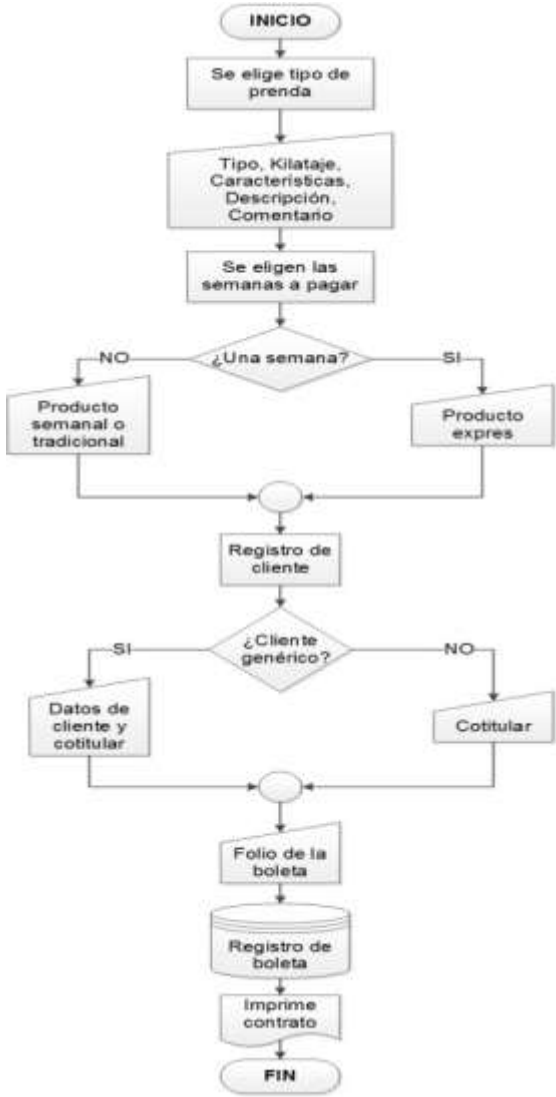 INICIO
Se elige tipo de
prenda
Tipo, Kilataje,
Características,
Descripción,
Comentario
Se eligen las
semanas a pagar
¿Una semana?
NO
SI
Producto
semanal o
tradicional
Producto
expres
Registro de
cliente
¿Cliente
genérico?
SI
NO
Datos de
cliente y
cotitular
Cotitular
Folio de la
boleta
Registro de
boleta
Imprime
contrato
FIN